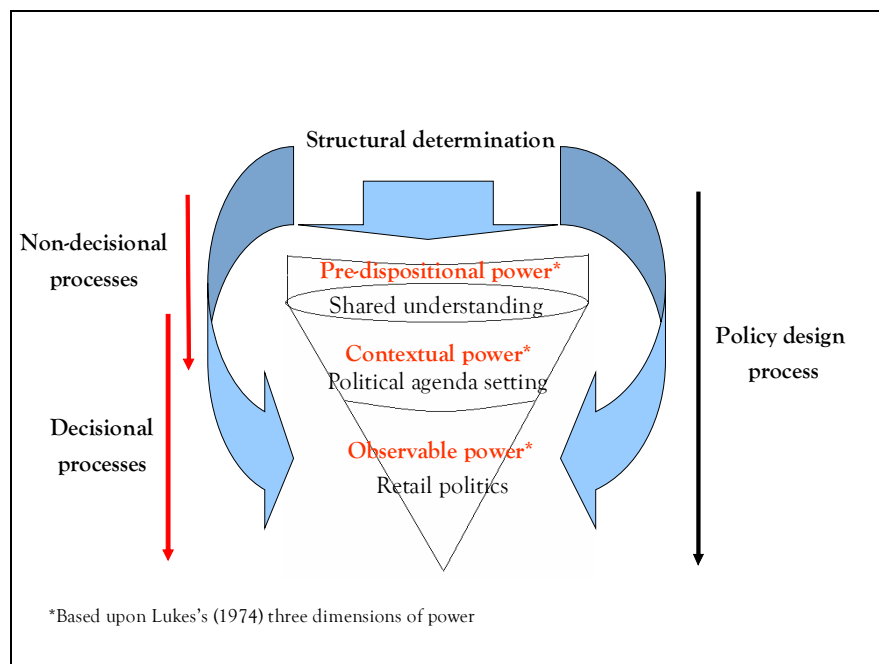 Structural determination
Non-decisional
processes
Pre-dispositional power*
Shared understanding
Contextual power*
Political agenda setting
Policy design
process
Decisional
processes
Observable power*
Retail politics
*Based upon Lukes's (1974) three dimensions of power